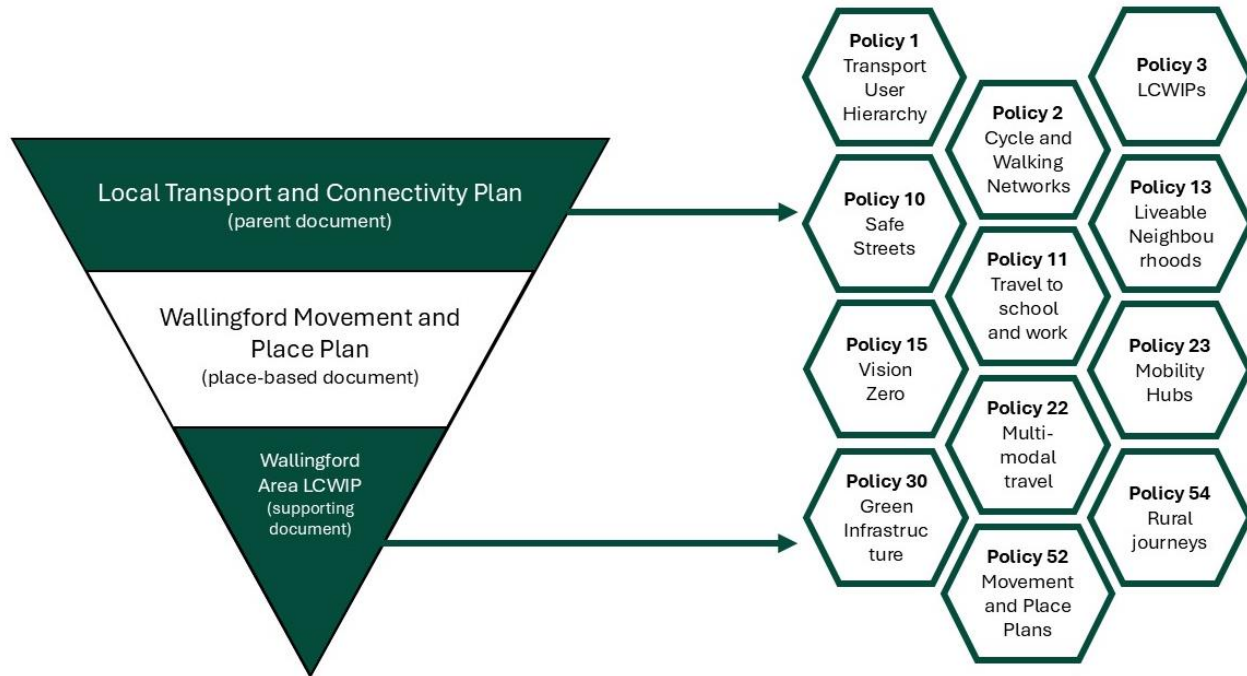 Local Transport and Connectivity Plan
(parent document)
Wallingford Movement and
Place Plan
(place-based document)
Wallingford
Area LCWIP
(supporting
document)
Policy 1
Transport
User
Hierarchy
Policy 2
Cycle and
Walking
Networks
Policy 3
LCWIPs
Policy 10
Safe
Streets
Policy 11
Travel to
school
and work
Policy 13
Liveable
Neighbou
rhoods
Policy 15
Vision
Zero
Policy 22
Multi-
modal
travel
Policy 23
Mobility
Hubs
Policy 30
Green
Infrastruc
ture
Policy 52
Movement
and Place
Plans
Policy 54
Rural
journeys